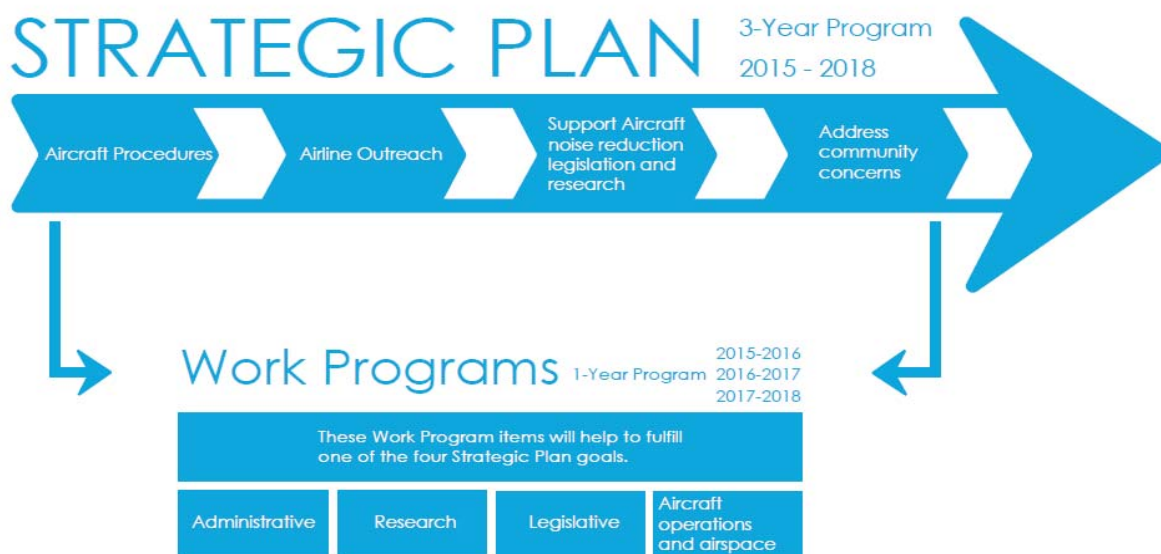 STRATEGIC PLAN
3-Year Program
2015 - 2018
Aircraft Procedures
Airline Outreach
Support Aircraft
noise reduction
legislation and
research
Address
community
concerns
Work Programs
1-Year Program
2015-2016
2016-2017
2017-2018
These Work Program items will help to fulfill
one of the four Strategic Plan goals.
Administrative
Research
Legislative
Aircraft
operations
and airspace